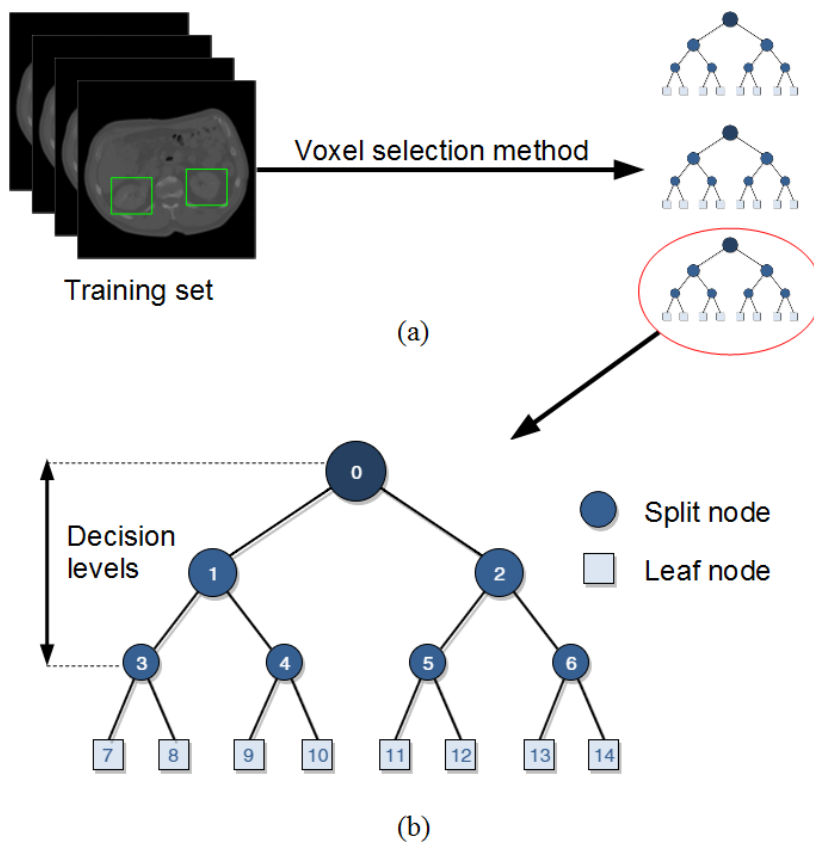 Voxel selection method
Training set
(a)
0
Decision
levels
1
2
Split node
Leaf node
3
4
5
6
7
8
9
10
11
12
13
14
(b)